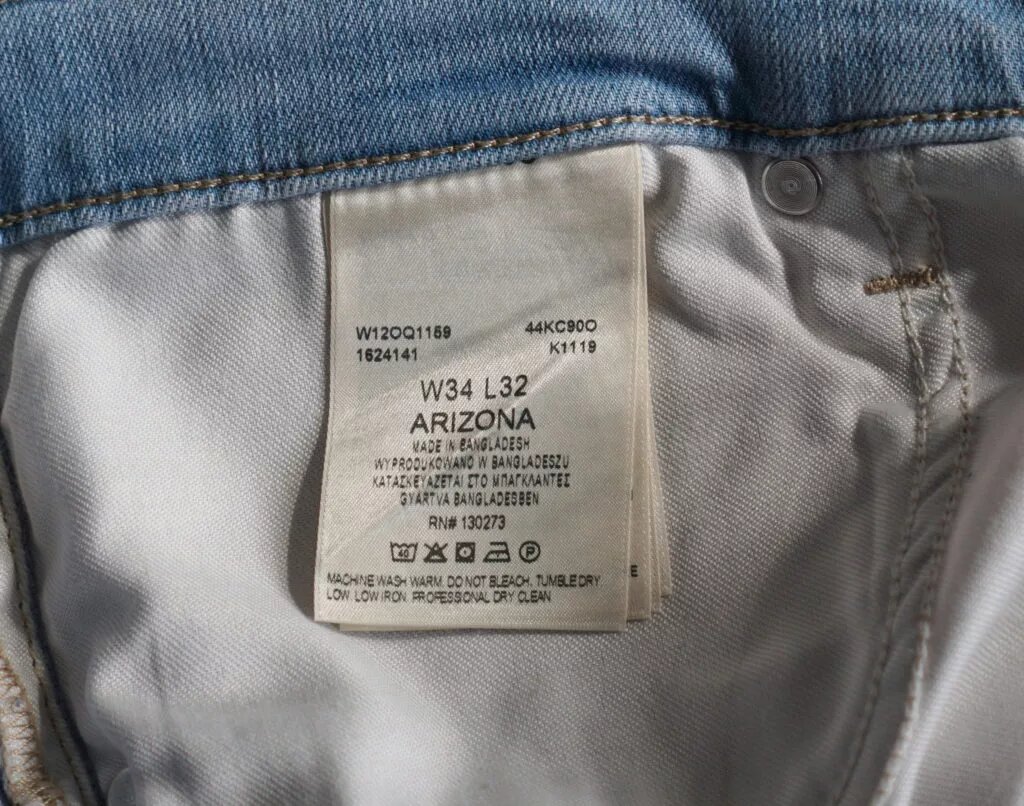 W12OQ1159 44KC90O
1624141 K1119
W34 L32
ARIZONA
MADE IN BANGLADESH
WYPRODUKOWANO W BANGLADESZU
ΚΑΤΑΣΚΕΥΑΖΕΤΑΙ ΣΤΟ ΜΠΑΓΚΛΑΝΤΕΣ
GYÁRTVA BANGLADESBEN
RN# 130273
40 P
MACHINE WASH WARM. DO NOT BLEACH, TUMBLE DRY
LOW. LOW IRON. PROFESSIONAL DRY CLEAN
E